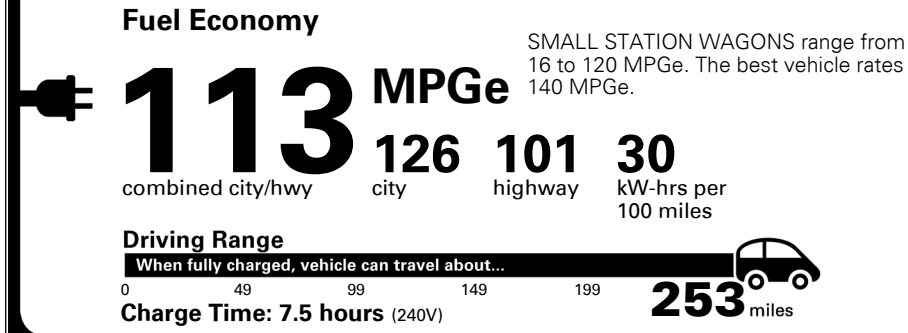 Fuel Economy
SMALL STATION WAGONS range from
16 to 120 MPGe. The best vehicle rates
140 MPGe.
113 MPGe
combined city/hwy
126 101 30
city highway kW-hrs per
100 miles
Driving Range
When fully charged, vehicle can travel about...
0 49 99 149 199 253 miles
Charge Time: 7.5 hours (240V)